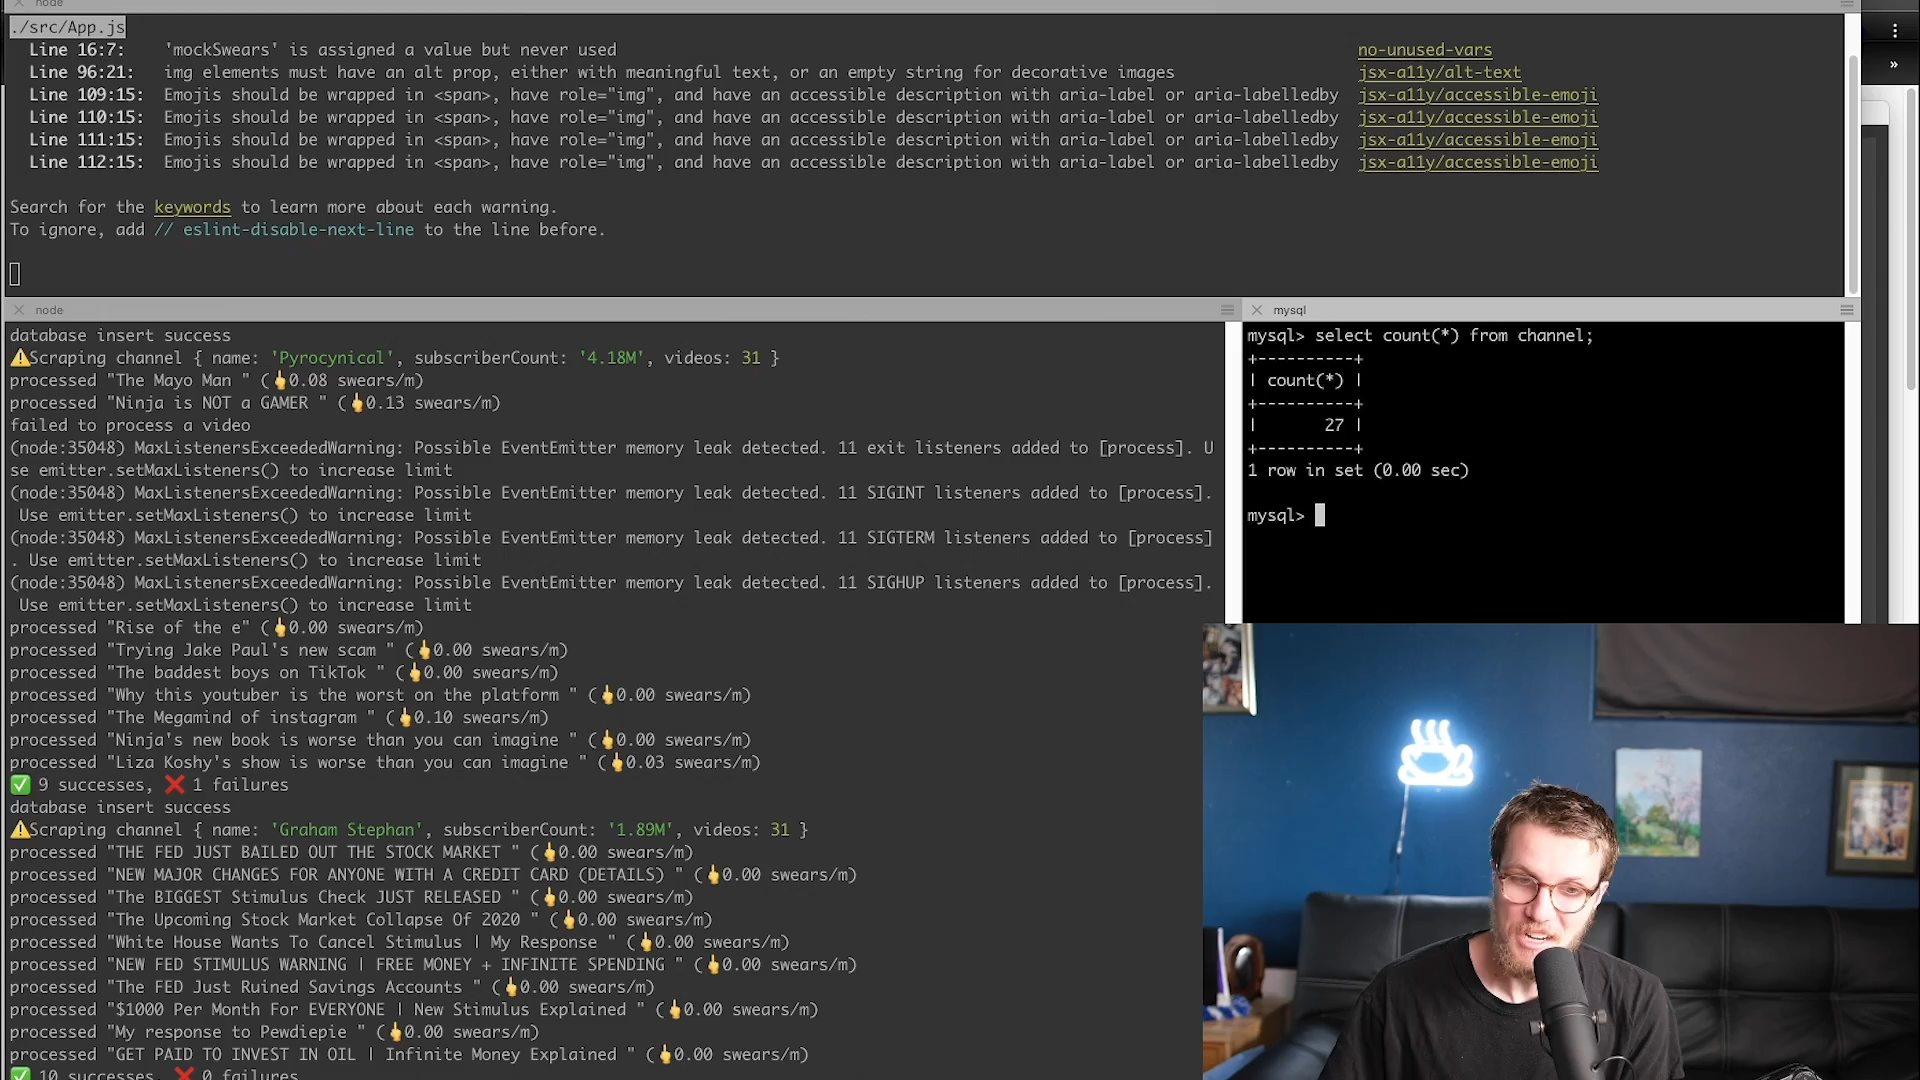 node
./src/App.js
Line 16:7: 'mockSwears' is assigned a value but never used no-unused-vars
Line 96:21: img elements must have an alt prop, either with meaningful text, or an empty string for decorative images jsx-a11y/alt-text
Line 109:15: Emojis should be wrapped in <span>, have role="img", and have an accessible description with aria-label or aria-labelledby jsx-a11y/accessible-emoji
Line 110:15: Emojis should be wrapped in <span>, have role="img", and have an accessible description with aria-label or aria-labelledby jsx-a11y/accessible-emoji
Line 111:15: Emojis should be wrapped in <span>, have role="img", and have an accessible description with aria-label or aria-labelledby jsx-a11y/accessible-emoji
Line 112:15: Emojis should be wrapped in <span>, have role="img", and have an accessible description with aria-label or aria-labelledby jsx-a11y/accessible-emoji
Search for the keywords to learn more about each warning.
To ignore, add // eslint-disable-next-line to the line before.
node
database insert success
⚠️Scraping channel { name: 'Pyrocynical', subscriberCount: '4.18M', videos: 31 }
processed "The Mayo Man " (🖕0.08 swears/m)
processed "Ninja is NOT a GAMER " (🖕0.13 swears/m)
failed to process a video
(node:35048) MaxListenersExceededWarning: Possible EventEmitter memory leak detected. 11 exit listeners added to [process]. U
se emitter.setMaxListeners() to increase limit
(node:35048) MaxListenersExceededWarning: Possible EventEmitter memory leak detected. 11 SIGINT listeners added to [process].
Use emitter.setMaxListeners() to increase limit
(node:35048) MaxListenersExceededWarning: Possible EventEmitter memory leak detected. 11 SIGTERM listeners added to [process]
. Use emitter.setMaxListeners() to increase limit
(node:35048) MaxListenersExceededWarning: Possible EventEmitter memory leak detected. 11 SIGHUP listeners added to [process].
Use emitter.setMaxListeners() to increase limit
processed "Rise of the e" (🖕0.00 swears/m)
processed "Trying Jake Paul's new scam " (🖕0.00 swears/m)
processed "The baddest boys on TikTok " (🖕0.00 swears/m)
processed "Why this youtuber is the worst on the platform " (🖕0.00 swears/m)
processed "The Megamind of instagram " (🖕0.10 swears/m)
processed "Ninja's new book is worse than you can imagine " (🖕0.00 swears/m)
processed "Liza Koshy's show is worse than you can imagine " (🖕0.03 swears/m)
✅ 9 successes, ❌ 1 failures
database insert success
⚠️Scraping channel { name: 'Graham Stephan', subscriberCount: '1.89M', videos: 31 }
processed "THE FED JUST BAILED OUT THE STOCK MARKET " (🖕0.00 swears/m)
processed "NEW MAJOR CHANGES FOR ANYONE WITH A CREDIT CARD (DETAILS) " (🖕0.00 swears/m)
processed "The BIGGEST Stimulus Check JUST RELEASED " (🖕0.00 swears/m)
processed "The Upcoming Stock Market Collapse Of 2020 " (🖕0.00 swears/m)
processed "White House Wants To Cancel Stimulus | My Response " (🖕0.00 swears/m)
processed "NEW FED STIMULUS WARNING | FREE MONEY + INFINITE SPENDING " (🖕0.00 swears/m)
processed "The FED Just Ruined Savings Accounts " (🖕0.00 swears/m)
processed "$1000 Per Month For EVERYONE | New Stimulus Explained " (🖕0.00 swears/m)
processed "My response to Pewdiepie " (🖕0.00 swears/m)
processed "GET PAID TO INVEST IN OIL | Infinite Money Explained " (🖕0.00 swears/m)
✅ 10 successes, ❌ 0 failures
mysql
mysql> select count(*) from channel;
+----------+
| count(*) |
+----------+
| 27 |
+----------+
1 row in set (0.00 sec)
mysql>